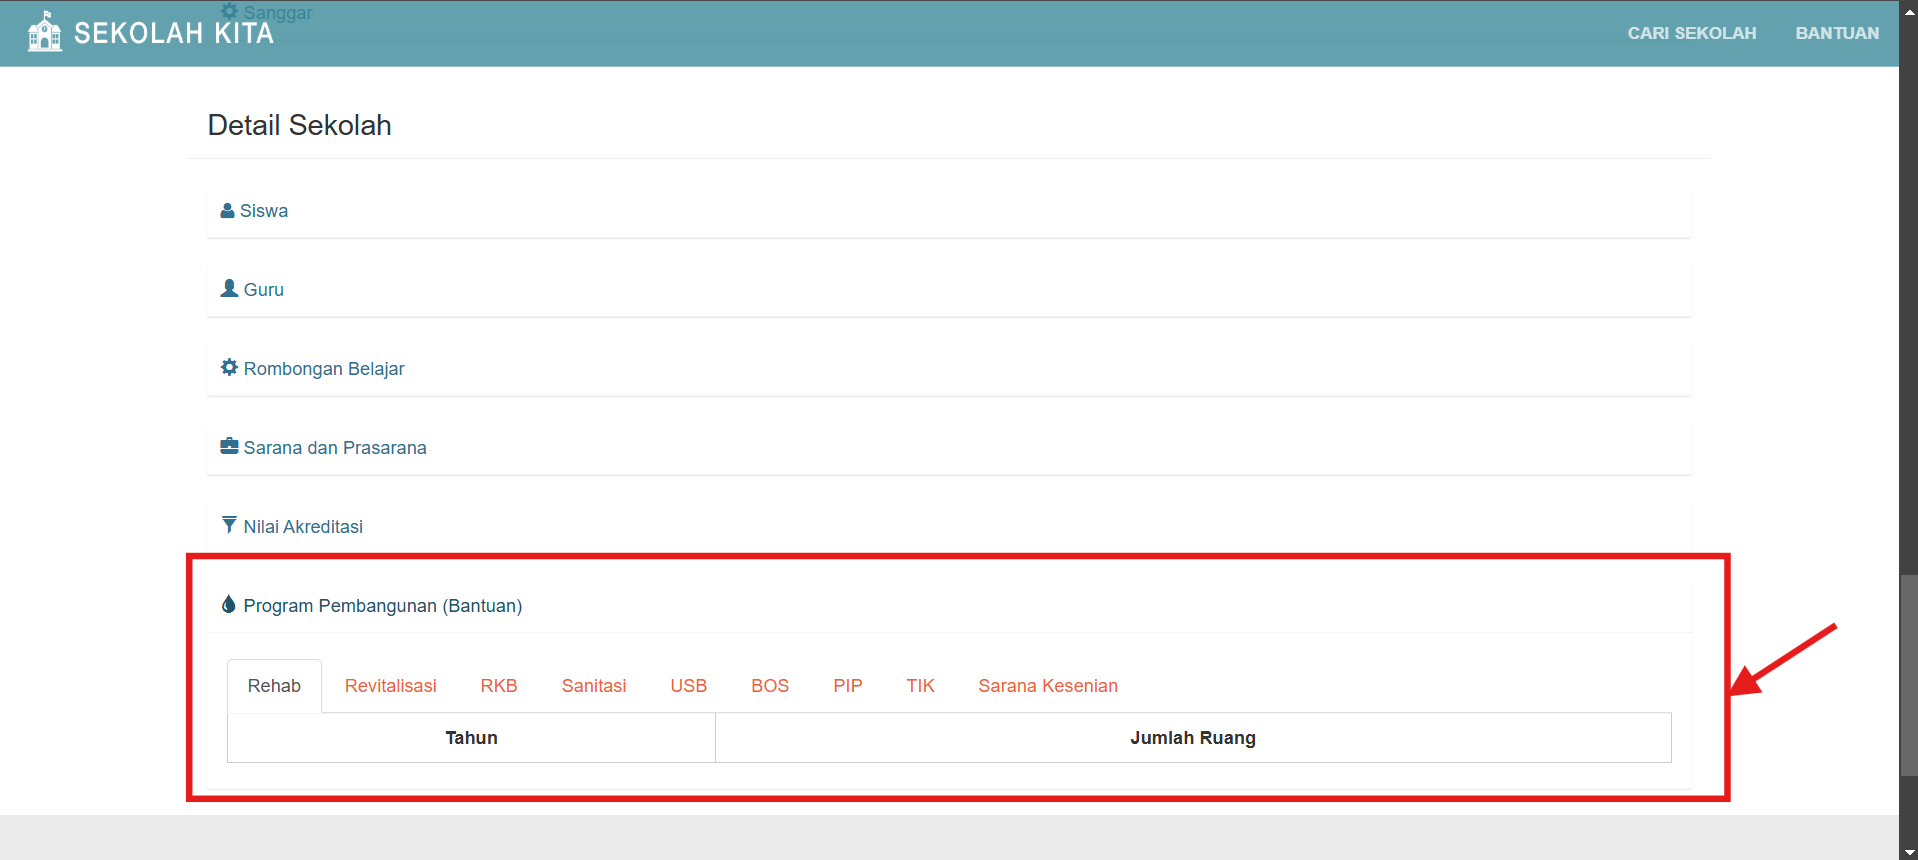 Sanggar
SEKOLAH KITA
CARI SEKOLAH BANTUAN
Detail Sekolah
Siswa
Guru
Rombongan Belajar
Sarana dan Prasarana
Nilai Akreditasi
Program Pembangunan (Bantuan)
Rehab Revitalisasi RKB Sanitasi USB BOS PIP TIK Sarana Kesenian
Tahun Jumlah Ruang